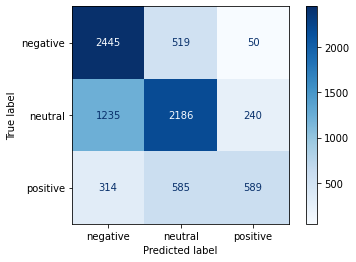 negative 2445 519 50
neutral 1235 2186 240
positive 314 585 589
negative neutral positive
Predicted label
True label
2000
1500
1000
500